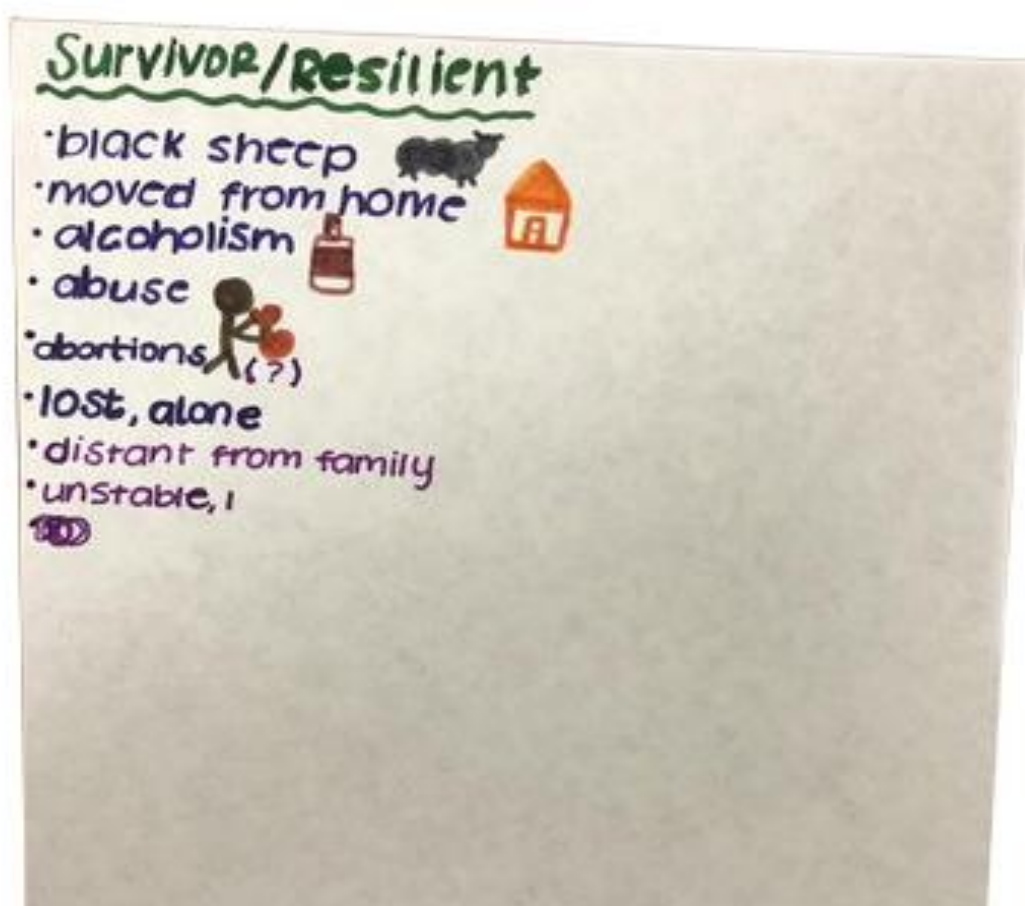 Survivor/Resilient
·black sheep
·moved from home
·alcoholism
·abuse
·abortions (?)
·lost, alone
·distant from family
·unstable, l